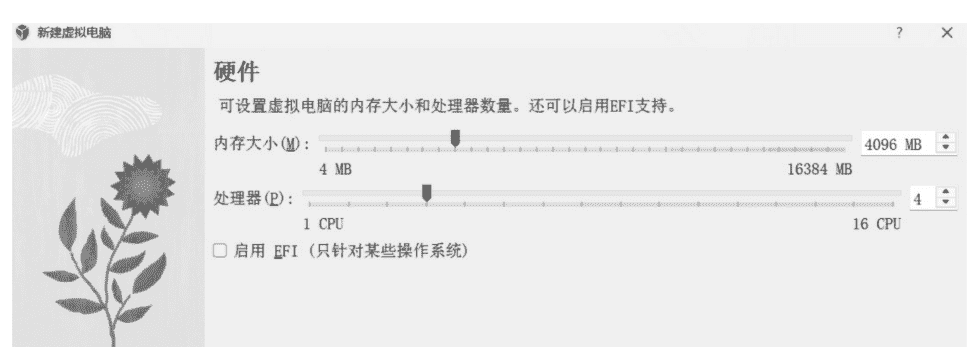 新建虚拟电脑 ?
硬件
可设置虚拟电脑的内存大小和处理器数量。还可以启用EFI支持。
内存大小(M): 4096 MB
4 MB 16384 MB
处理器(P): 4
1 CPU 16 CPU
启用 EFI (只针对某些操作系统)